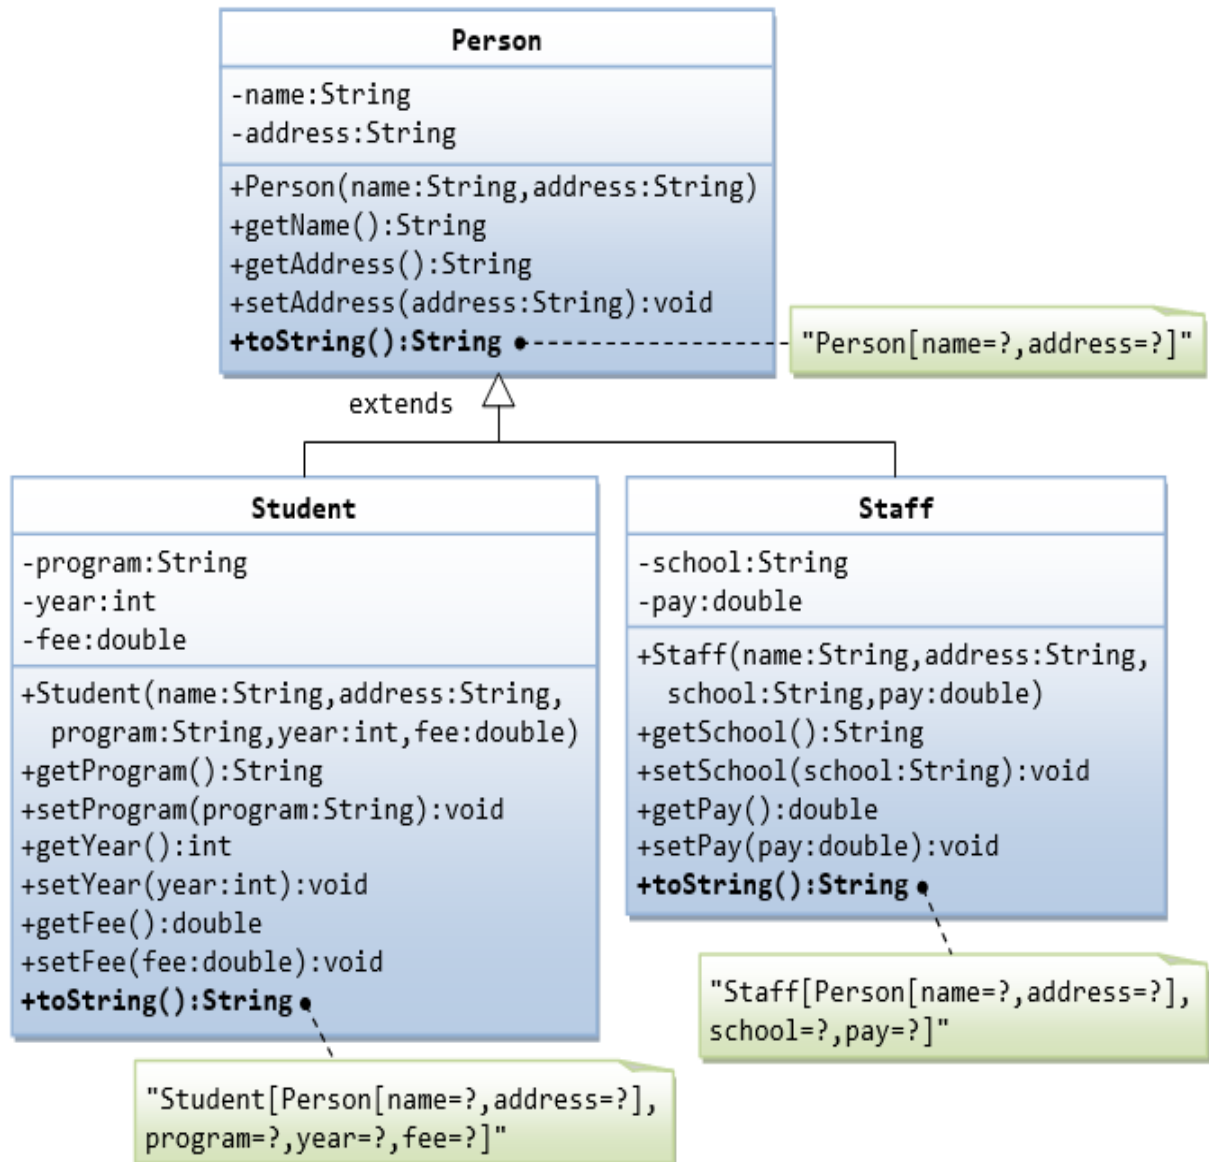 Person
-name:String
-address:String
+Person(name:String,address:String)
+getName():String
+getAddress():String
+setAddress(address:String):void
+toString():String
"Person[name=?,address=?]"
extends
Student
-program:String
-year:int
-fee:double
+Student(name:String,address:String,
program:String,year:int,fee:double)
+getProgram():String
+setProgram(program:String):void
+getYear():int
+setYear(year:int):void
+getFee():double
+setFee(fee:double):void
+toString():String
"Student[Person[name=?,address=?],
program=?,year=?,fee=?]"
Staff
-school:String
-pay:double
+Staff(name:String,address:String,
school:String,pay:double)
+getSchool():String
+setSchool(school:String):void
+getPay():double
+setPay(pay:double):void
+toString():String
"Staff[Person[name=?,address=?],
school=?,pay=?]"